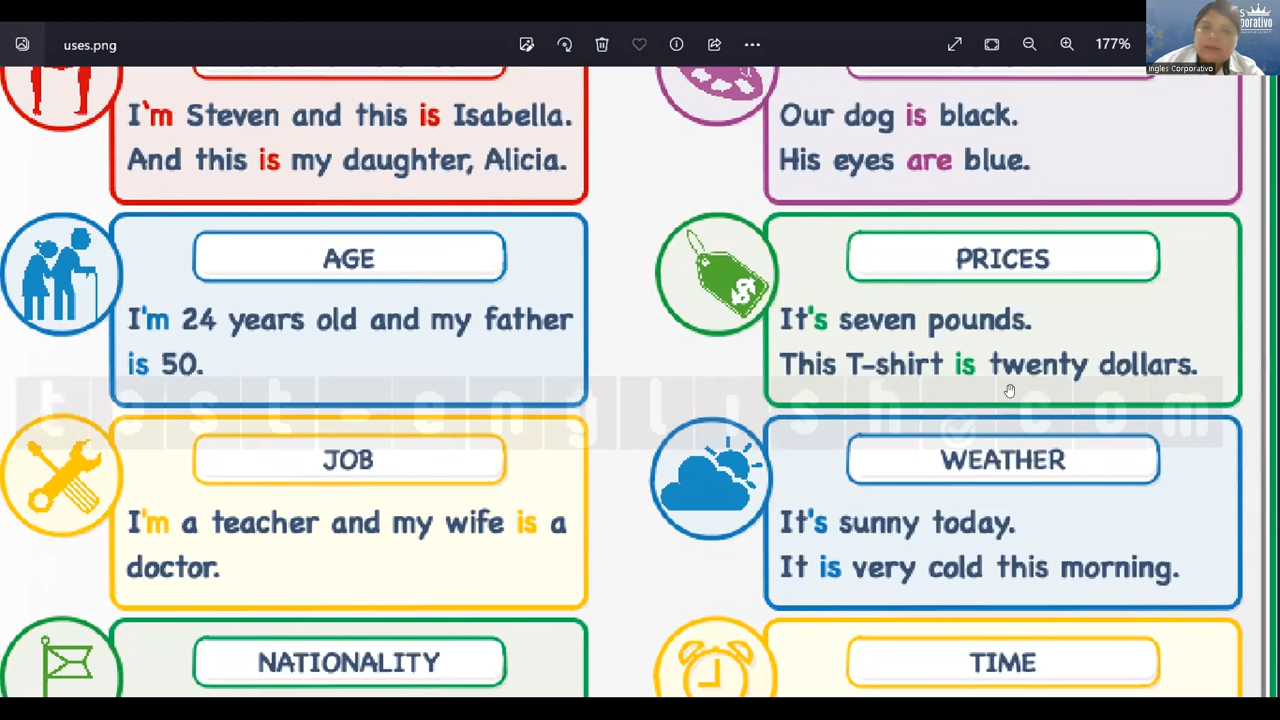 uses.png
177%
Ingles Corporativo
I'm Steven and this is Isabella.
And this is my daughter, Alicia.
Our dog is black.
His eyes are blue.
AGE
I'm 24 years old and my father
is 50.
PRICES
It's seven pounds.
This T-shirt is twenty dollars.
test-english.com
JOB
I'm a teacher and my wife is a
doctor.
WEATHER
It's sunny today.
It is very cold this morning.
NATIONALITY
TIME